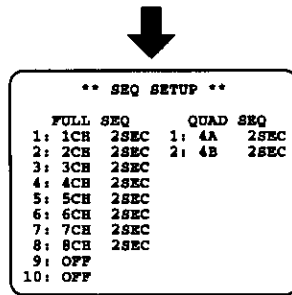 ** SEQ SETUP **
FULL SEQ QUAD SEQ
1: 1CH 2SEC 1: 4A 2SEC
2: 2CH 2SEC 2: 4B 2SEC
3: 3CH 2SEC
4: 4CH 2SEC
5: 5CH 2SEC
6: 6CH 2SEC
7: 7CH 2SEC
8: 8CH 2SEC
9: OFF
10: OFF